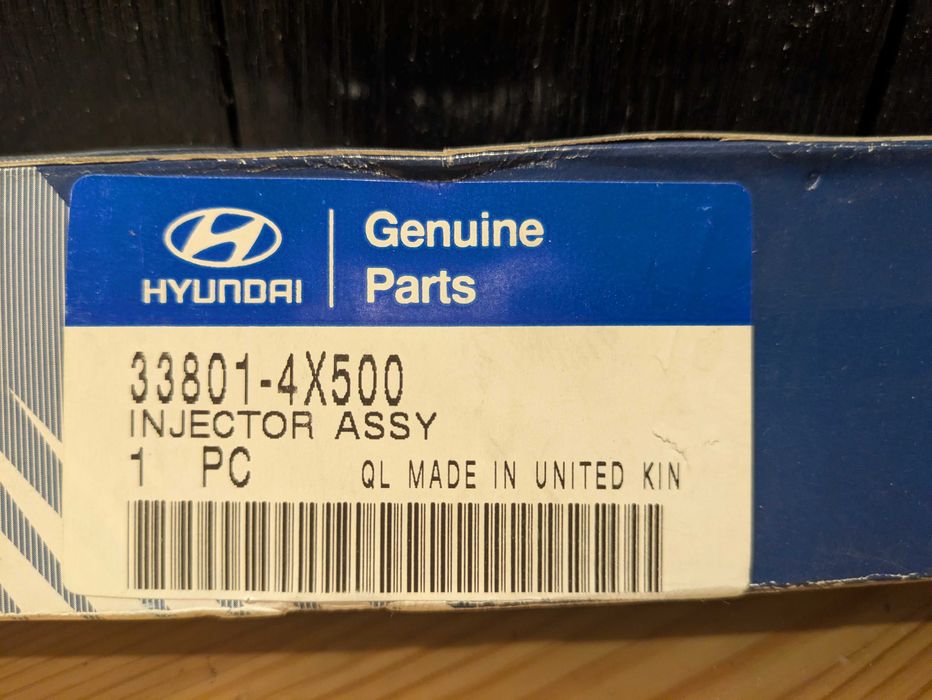 HYUNDAI
Genuine
Parts
33801-4X500
INJECTOR ASSY
1 PC QL MADE IN UNITED KIN